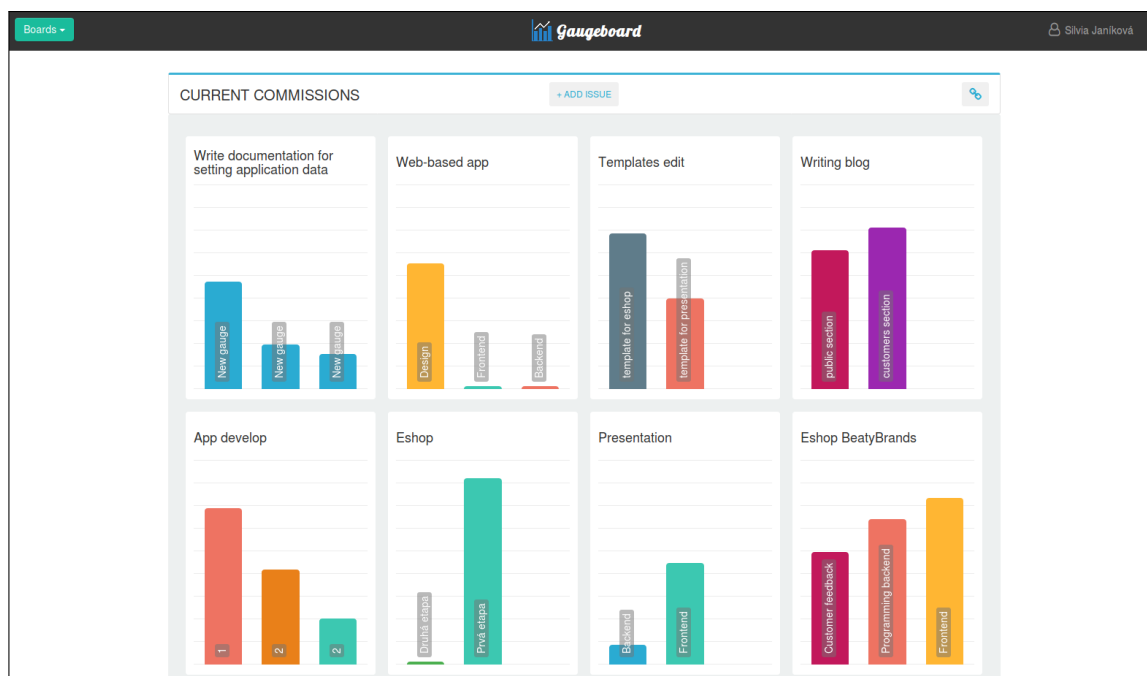 Boards
Gaugeboard
Silvia Janíková
CURRENT COMMISSIONS
+ ADD ISSUE
Write documentation for
setting application data
Web-based app
Templates edit
Writing blog
New gauge
New gauge
New gauge
Design
Frontend
Backend
template for eshop
template for presentation
public section
customers section
App develop
Eshop
Presentation
Eshop BeatyBrands
1
2
2
Druhá etapa
Prvá etapa
Backend
Frontend
Customer feedback
Programming backend
Frontend